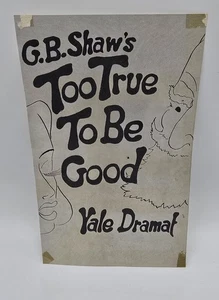 G.B. Shaw's
Too True
To Be
Good
Yale Dramat